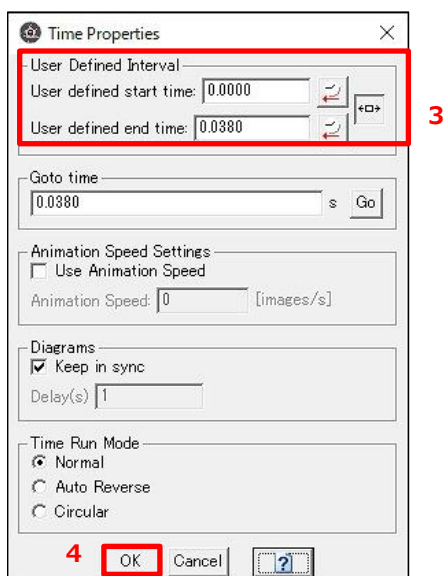 Time Properties
User Defined Interval
User defined start time: 0.0000
3
User defined end time: 0.0380
Goto time
0.0380 s Go
Animation Speed Settings
Use Animation Speed
Animation Speed: 0 [images/s]
Diagrams
Keep in sync
Delay(s) 1
Time Run Mode
Normal
Auto Reverse
Circular
4 OK Cancel ?